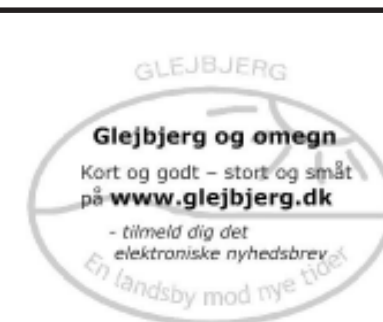 GLEJBJERG
Glejbjerg og omegn
Kort og godt – stort og småt
på www.glejbjerg.dk
- tilmeld dig det
elektroniske nyhedsbrev
En landsby mod nye tider